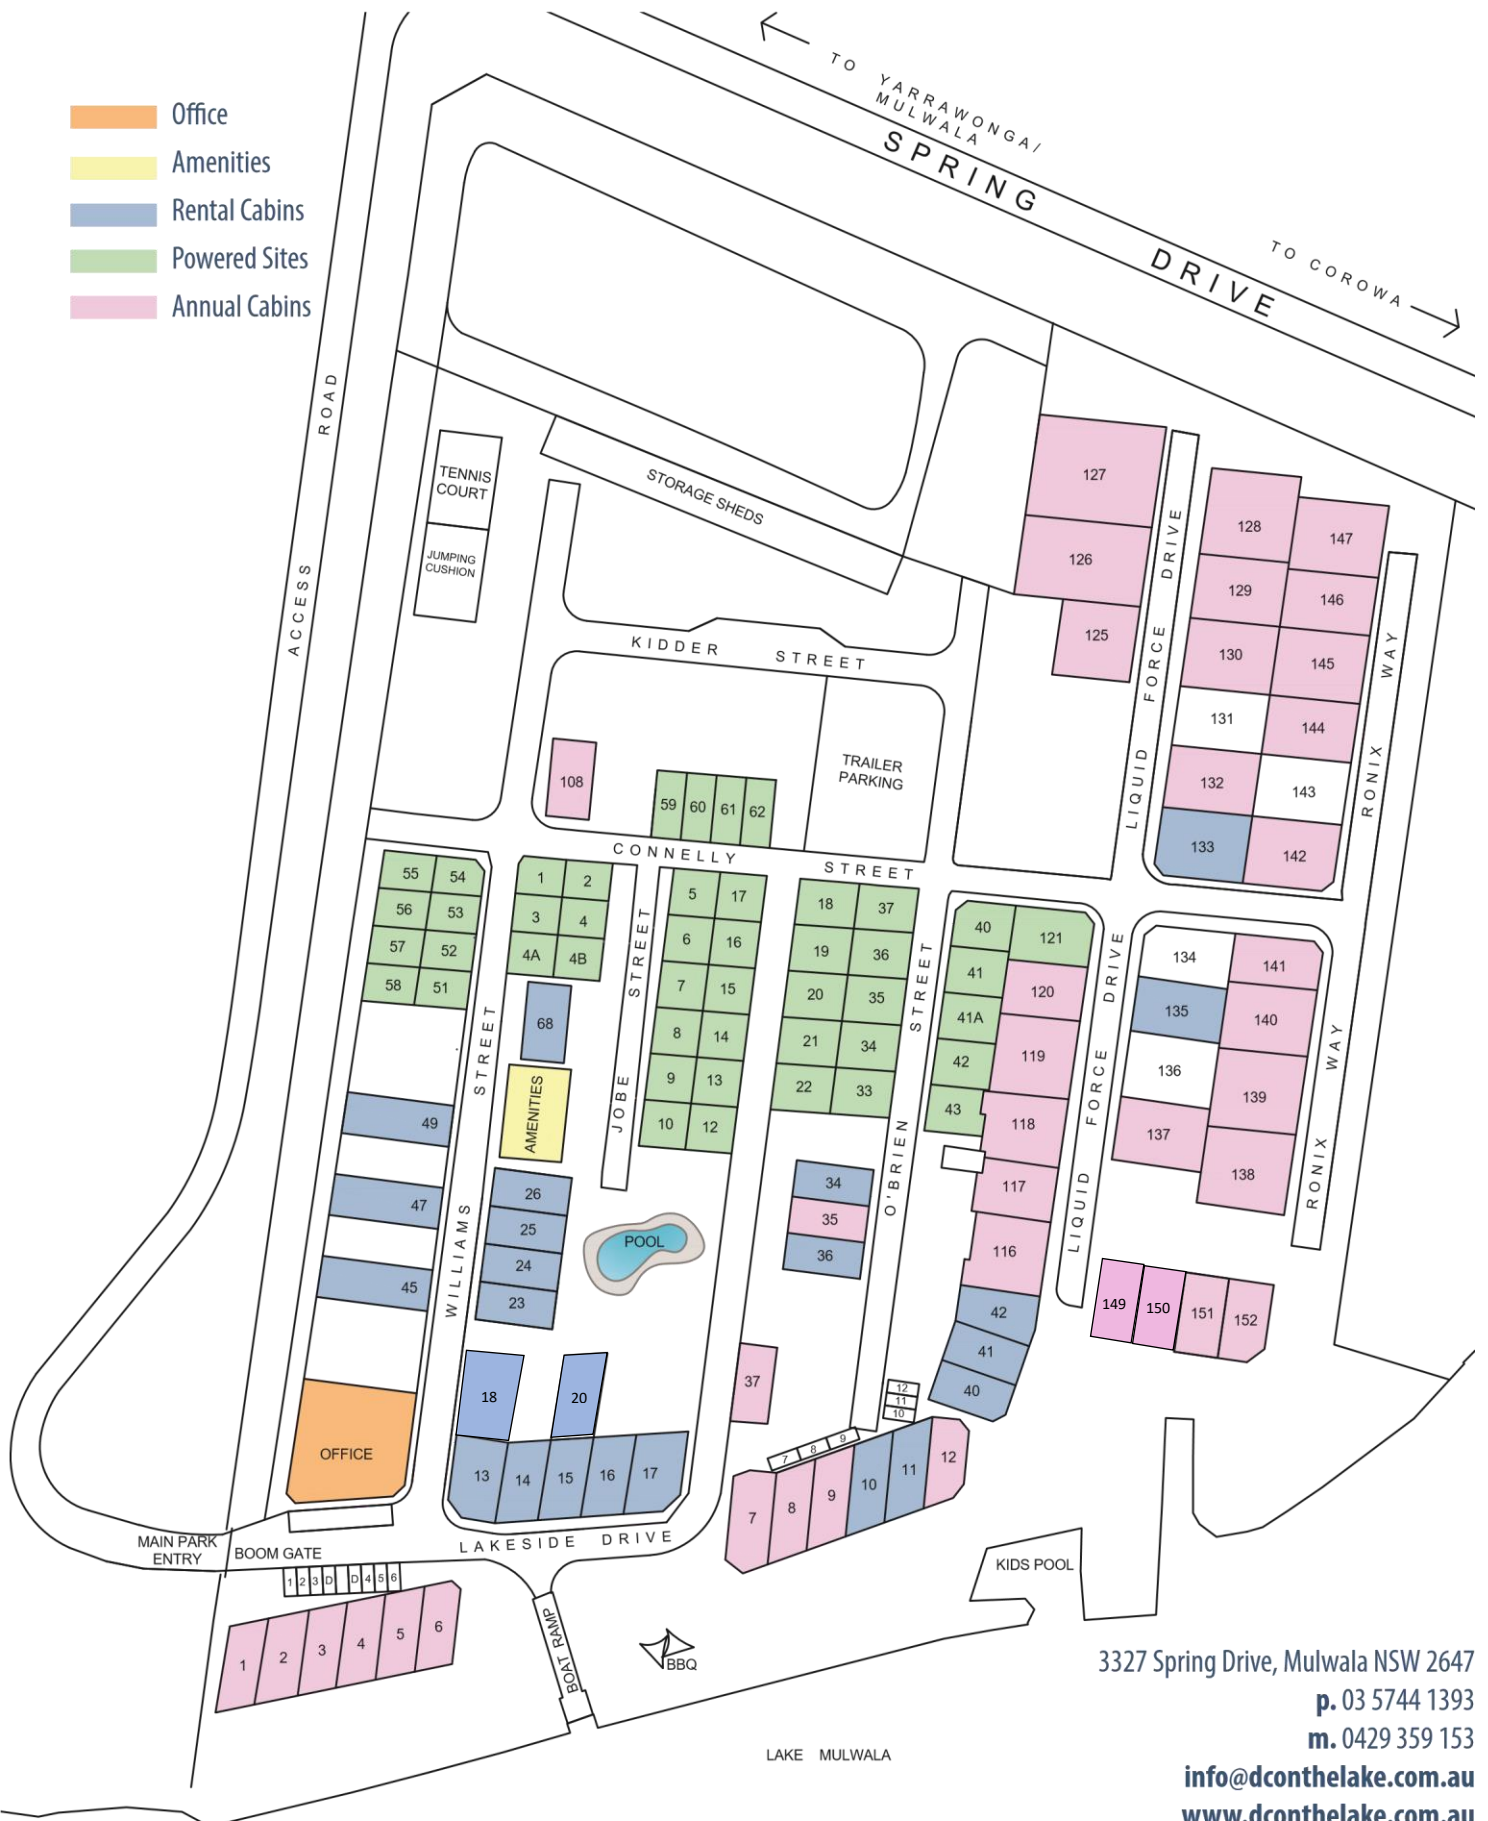 TO YARRAWONGA/
MULWALA
SPRING DRIVE
TO COROWA
Office
Amenities
Rental Cabins
Powered Sites
Annual Cabins
ACCESS ROAD
TENNIS
COURT
JUMPING
CUSHION
STORAGE SHEDS
KIDDER STREET
TRAILER
PARKING
108
59 60 61 62
CONNELLY STREET
127
126
125
LIQUID FORCE DRIVE
128
129
130
131
132
133
147
146
145
144
143
142
RONIX WAY
55 54
56 53
57 52
58 51
49
47
45
OFFICE
WILLIAMS STREET
1 2
3 4
4A 4B
68
AMENITIES
26
25
24
23
18 20
13 14 15 16 17
JOBE STREET
5 17
6 16
7 15
8 14
9 13
10 12
POOL
18 37
19 36
20 35
21 34
22 33
34
35
36
37
O'BRIEN STREET
40
41
41A
42
43
121
120
119
118
117
116
42
41
40
LIQUID FORCE DRIVE
134
135
136
137
141
140
139
138
RONIX WAY
149 150 151 152
12
11
10
7 8 9
7 8 9 10 11 12
LAKESIDE DRIVE
MAIN PARK
ENTRY
BOOM GATE
1 2 3 D D 4 5 6
1 2 3 4 5 6
BOAT RAMP
BBQ
KIDS POOL
LAKE MULWALA
3327 Spring Drive, Mulwala NSW 2647
p. 03 5744 1393
m. 0429 359 153
info@dconthelake.com.au
www.dconthelake.com.au